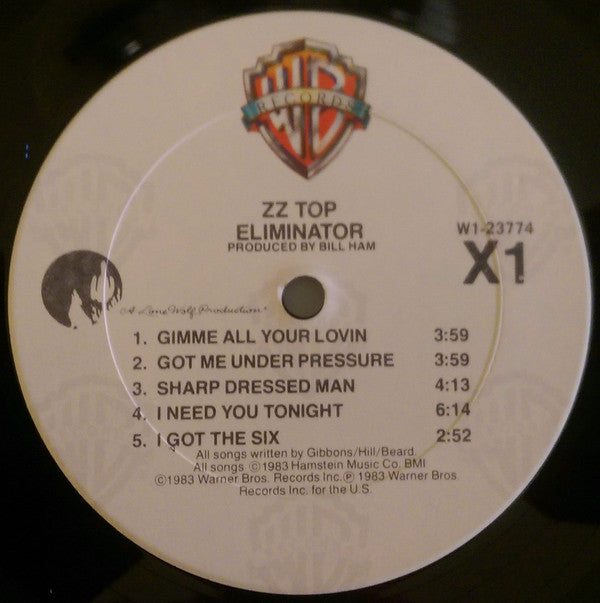 RECORDS
ZZ TOP
ELIMINATOR
PRODUCED BY BILL HAM
W1-23774
X1
A Lone Wolf Production
1. GIMME ALL YOUR LOVIN 3:59
2. GOT ME UNDER PRESSURE 3:59
3. SHARP DRESSED MAN 4:13
4. I NEED YOU TONIGHT 6:14
5. I GOT THE SIX 2:52
All songs written by Gibbons/Hill/Beard.
All songs ©1983 Hamstein Music Co. BMI
©1983 Warner Bros. Records Inc.℗ 1983 Warner Bros.
Records Inc. for the U.S.